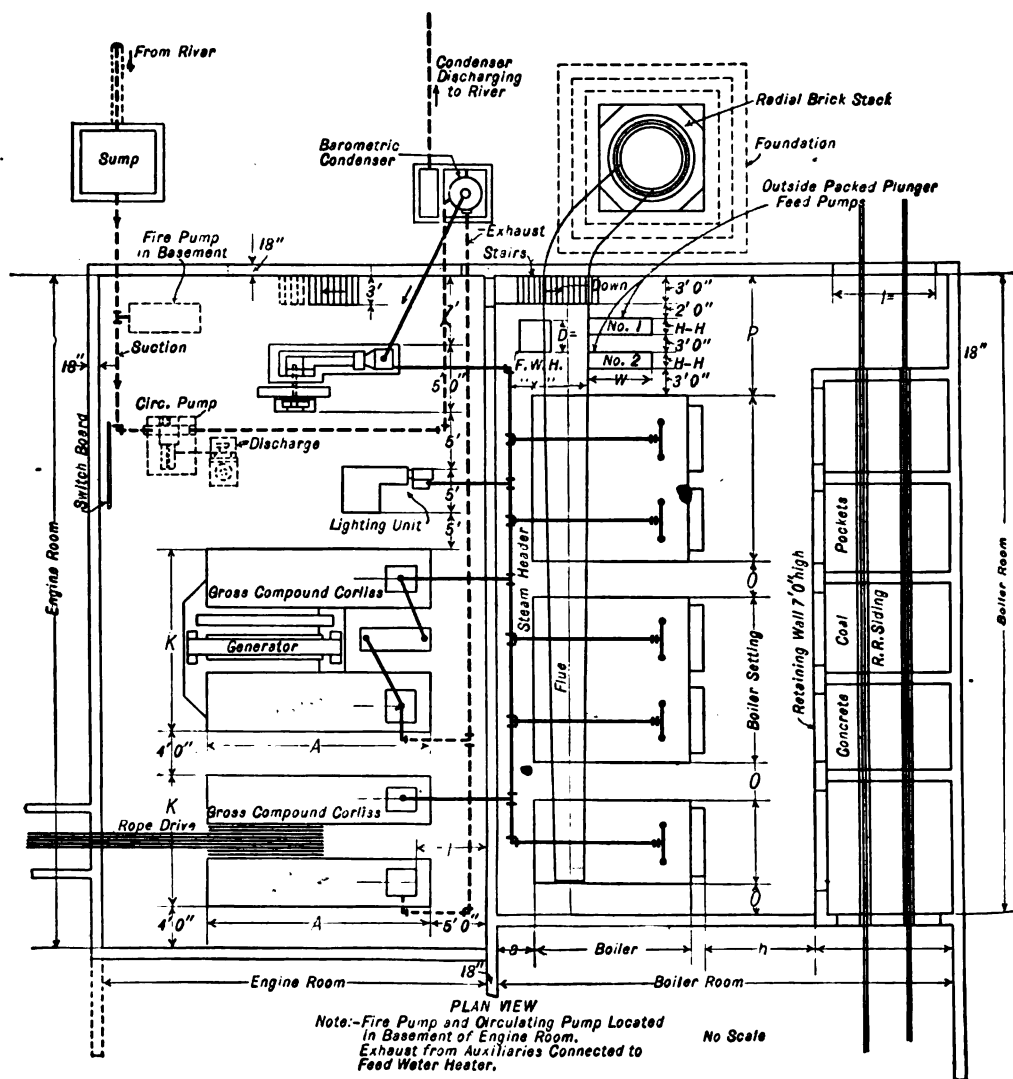 From River
Condenser
Discharging
to River
Radial Brick Stack
Sump
Barometric
Condenser
Foundation
Outside Packed Plunger
Feed Pumps
Exhaust
Fire Pump
in Basement
18"
Stairs
Down
3'
3' 0"
2' 0"
No. 1
H-H
3' 0"
No. 2
H-H
3' 0"
D=
F.W.H.
"x"
W
P
l=
Suction
18"
18"
5' 0"
Circ. Pump
Discharge
5'
5'
5'
Switch Board
Lighting Unit
Engine Room
Boiler Room
Steam Header
Flue
Boiler Setting
O
O
O
Retaining Wall 7' 0" high
Concrete Coal Pockets
R.R. Siding
Cross Compound Corliss
Generator
K
4' 0"
A
K
Cross Compound Corliss
Rope Drive
l
4' 0"
A
5' 0"
a
Boiler
h
Engine Room
18"
Boiler Room
PLAN VIEW
Note:-Fire Pump and Circulating Pump Located
In Basement of Engine Room.
Exhaust from Auxiliaries Connected to
Feed Water Heater.
No Scale